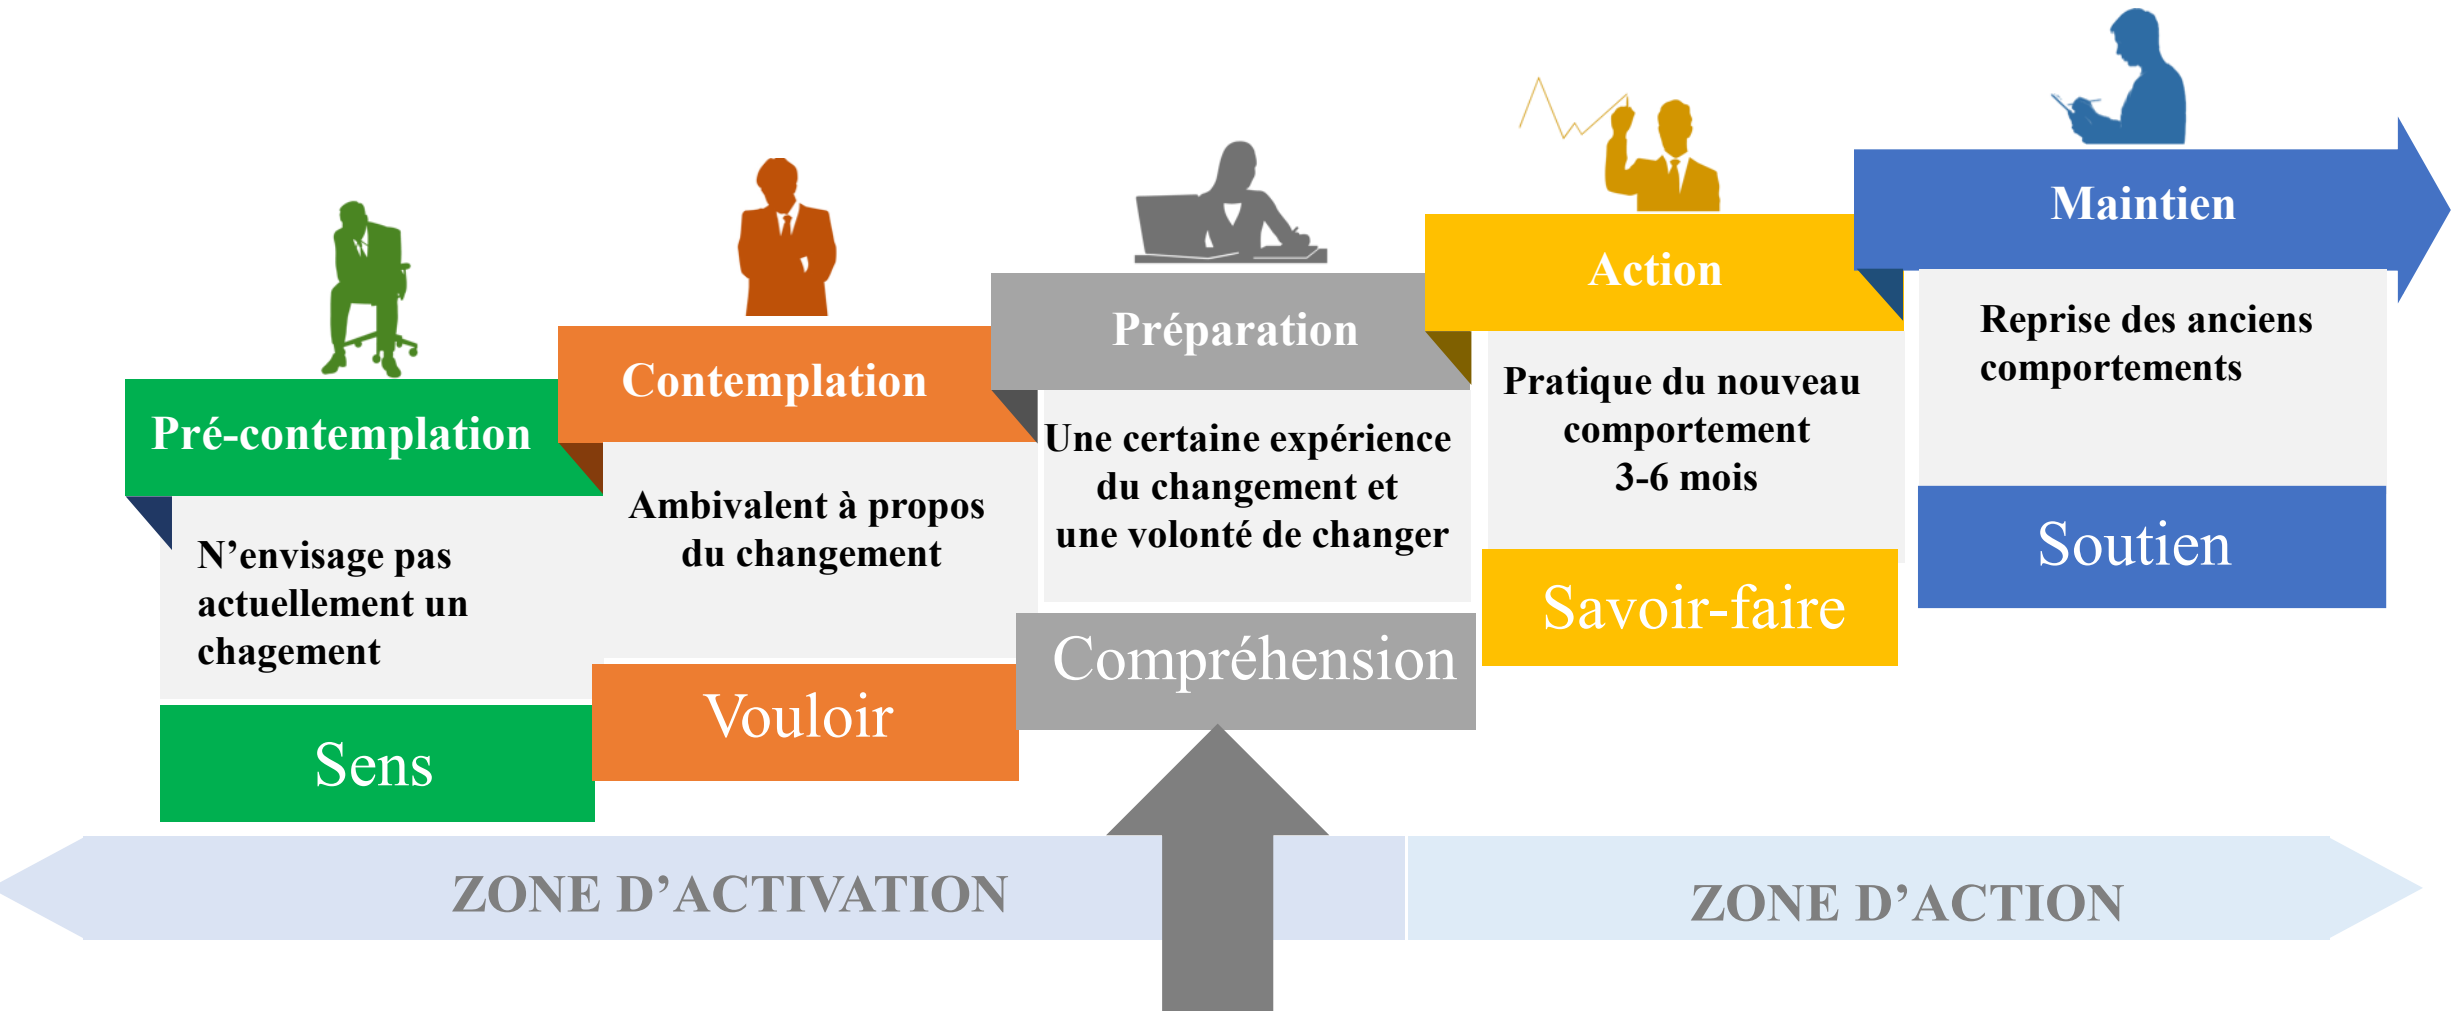 Pré-contemplation
N’envisage pas
actuellement un
chagement
Sens
Contemplation
Ambivalent à propos
du changement
Vouloir
Préparation
Une certaine expérience
du changement et
une volonté de changer
Compréhension
Action
Pratique du nouveau
comportement
3-6 mois
Savoir-faire
Maintien
Reprise des anciens
comportements
Soutien
ZONE D’ACTIVATION
ZONE D’ACTION